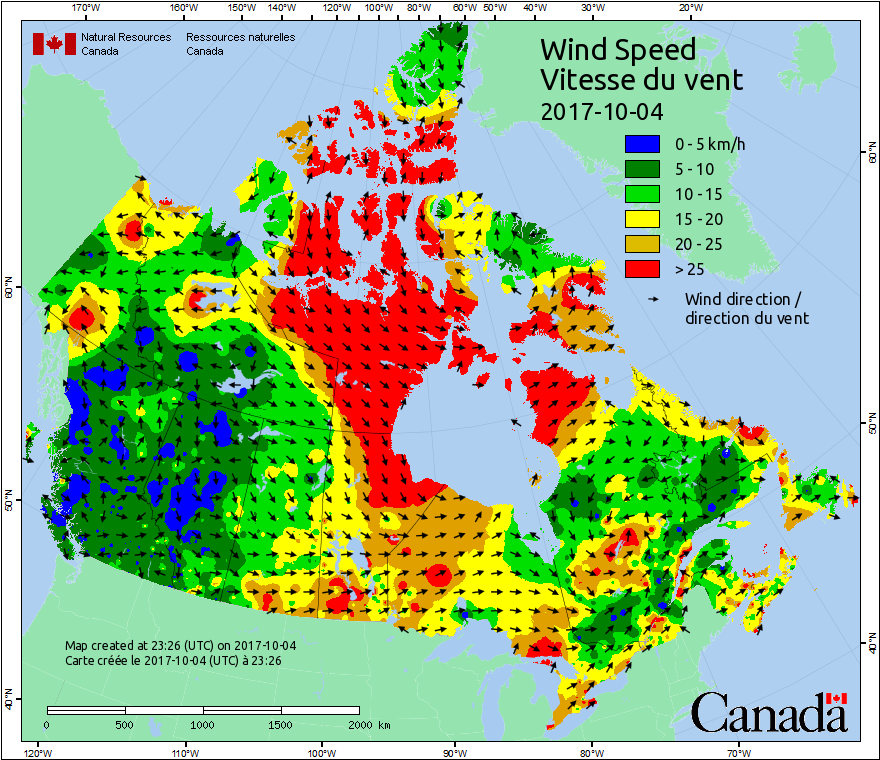 170°W 160°W 150°W 140°W 120°W 100°W 80°W 60°W 50°W 40°W 30°W 20°W
Natural Resources Ressources naturelles
Canada Canada
Wind Speed
Vitesse du vent
2017-10-04
0 - 5 km/h
5 - 10
10 - 15
15 - 20
20 - 25
> 25
Wind direction /
direction du vent
60°N
60°N
50°N
50°N
40°N
40°N
Map created at 23:26 (UTC) on 2017-10-04
Carte créée le 2017-10-04 (UTC) à 23:26
0 500 1000 1500 2000 km
Canada
120°W 110°W 100°W 90°W 80°W 70°W